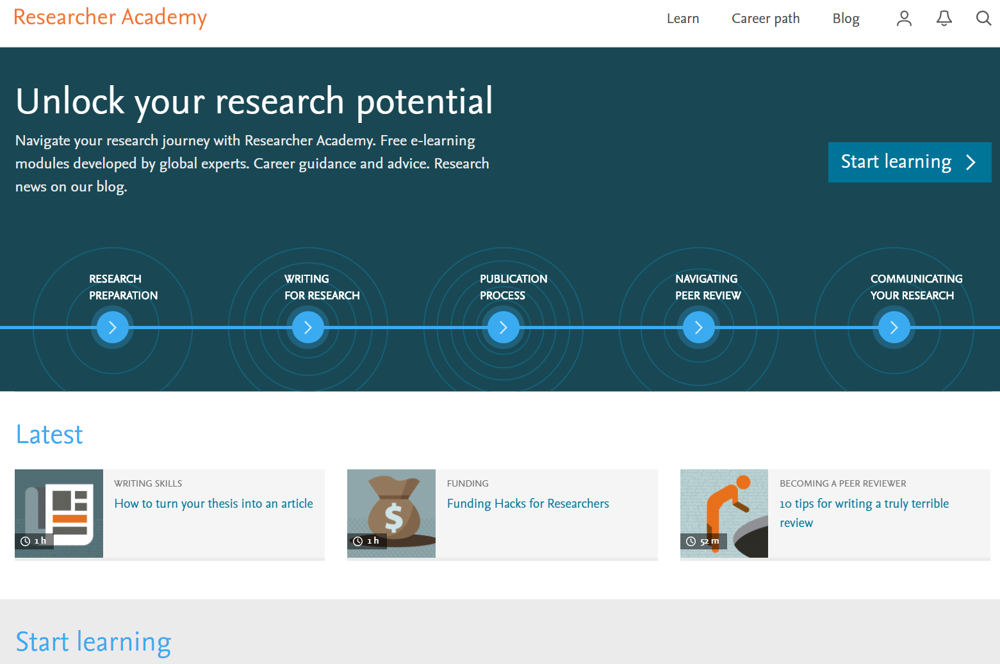 Researcher Academy
Learn
Career path
Blog
Unlock your research potential
Navigate your research journey with Researcher Academy. Free e-learning
modules developed by global experts. Career guidance and advice. Research
news on our blog.
Start learning
RESEARCH
PREPARATION
WRITING
FOR RESEARCH
PUBLICATION
PROCESS
NAVIGATING
PEER REVIEW
COMMUNICATING
YOUR RESEARCH
Latest
WRITING SKILLS
How to turn your thesis into an article
1 h
FUNDING
Funding Hacks for Researchers
$
1 h
BECOMING A PEER REVIEWER
10 tips for writing a truly terrible
review
52 m
Start learning